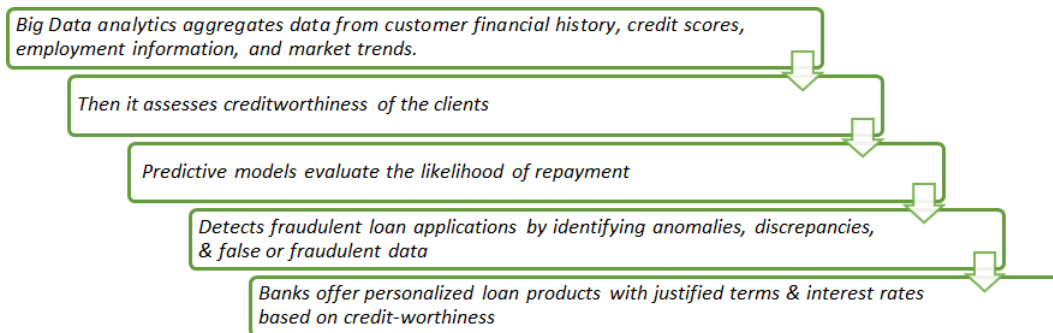 Big Data analytics aggregates data from customer financial history, credit scores,
employment information, and market trends.
Then it assesses creditworthiness of the clients
Predictive models evaluate the likelihood of repayment
Detects fraudulent loan applications by identifying anomalies, discrepancies,
& false or fraudulent data
Banks offer personalized loan products with justified terms & interest rates
based on credit-worthiness